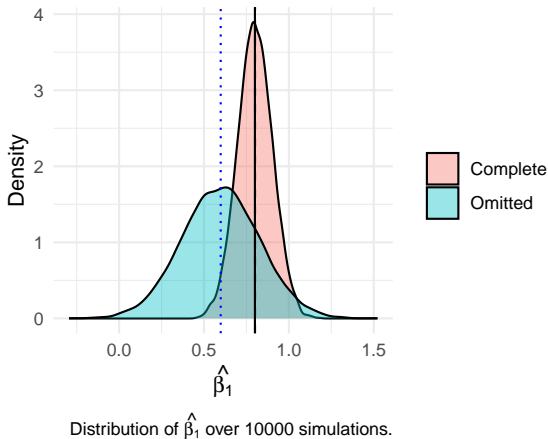 4
3
2
1
0
Density
0.0 0.5 1.0 1.5
β̂₁
Complete
Omitted
Distribution of β̂₁ over 10000 simulations.